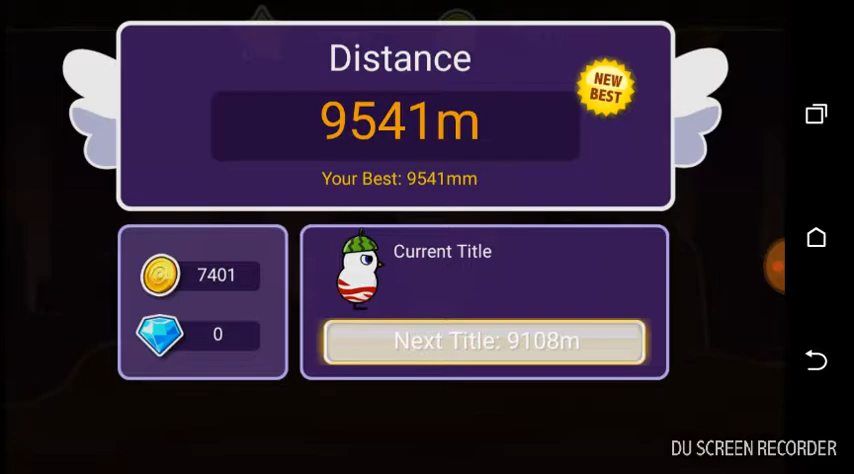 Distance
NEW
BEST
9541m
Your Best: 9541mm
7401
Current Title
0
Next Title: 9108m
DU SCREEN RECORDER